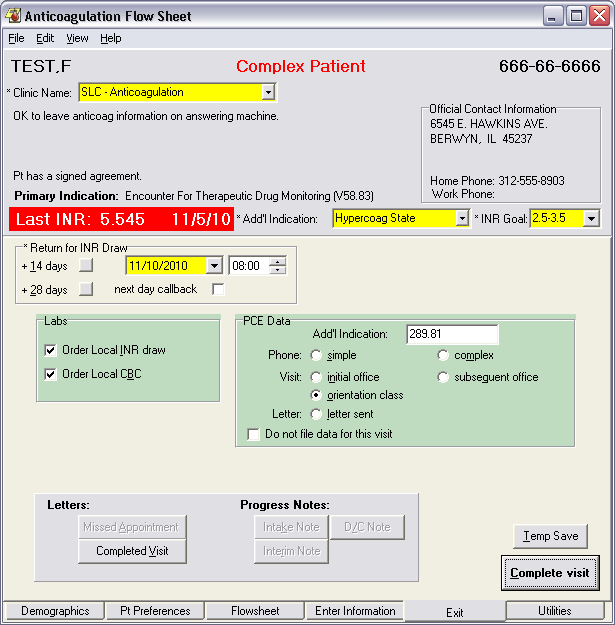 Anticoagulation Flow Sheet
File Edit View Help
TEST,F Complex Patient 666-66-6666
* Clinic Name: SLC - Anticoagulation
OK to leave anticoag information on answering machine.
Official Contact Information
6545 E. HAWKINS AVE.
BERWYN, IL 45237
Pt has a signed agreement.
Home Phone: 312-555-8903
Work Phone:
Primary Indication: Encounter For Therapeutic Drug Monitoring (V58.83)
Last INR: 5.545 11/5/10 * Add'l Indication: Hypercoag State * INR Goal: 2.5-3.5
* Return for INR Draw
+ 14 days 11/10/2010 08:00
+ 28 days next day callback
Labs
Order Local INR draw
Order Local CBC
PCE Data
Add'l Indication: 289.81
Phone: simple complex
Visit: initial office subseguent office
orientation class
Letter: letter sent
Do not file data for this visit
Letters: Progress Notes:
Missed Appointment Intake Note D/C Note
Completed Visit Interim Note
Temp Save
Complete visit
Demographics Pt Preferences Flowsheet Enter Information Exit Utilities